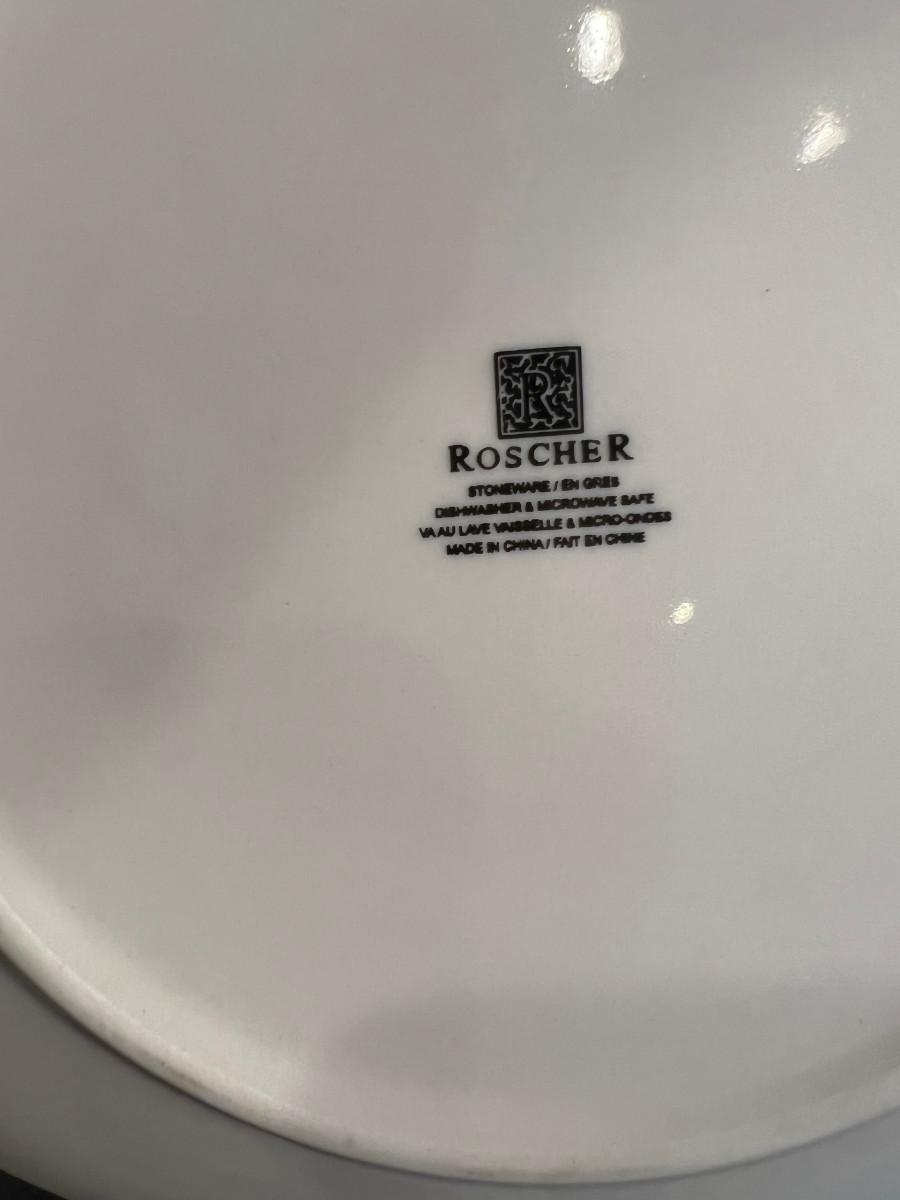 R
ROSCHER
STONEWARE / EN GRES
DISHWASHER & MICROWAVE SAFE
VA AU LAVE VAISSELLE & MICRO-ONDES
MADE IN CHINA / FAIT EN CHINE